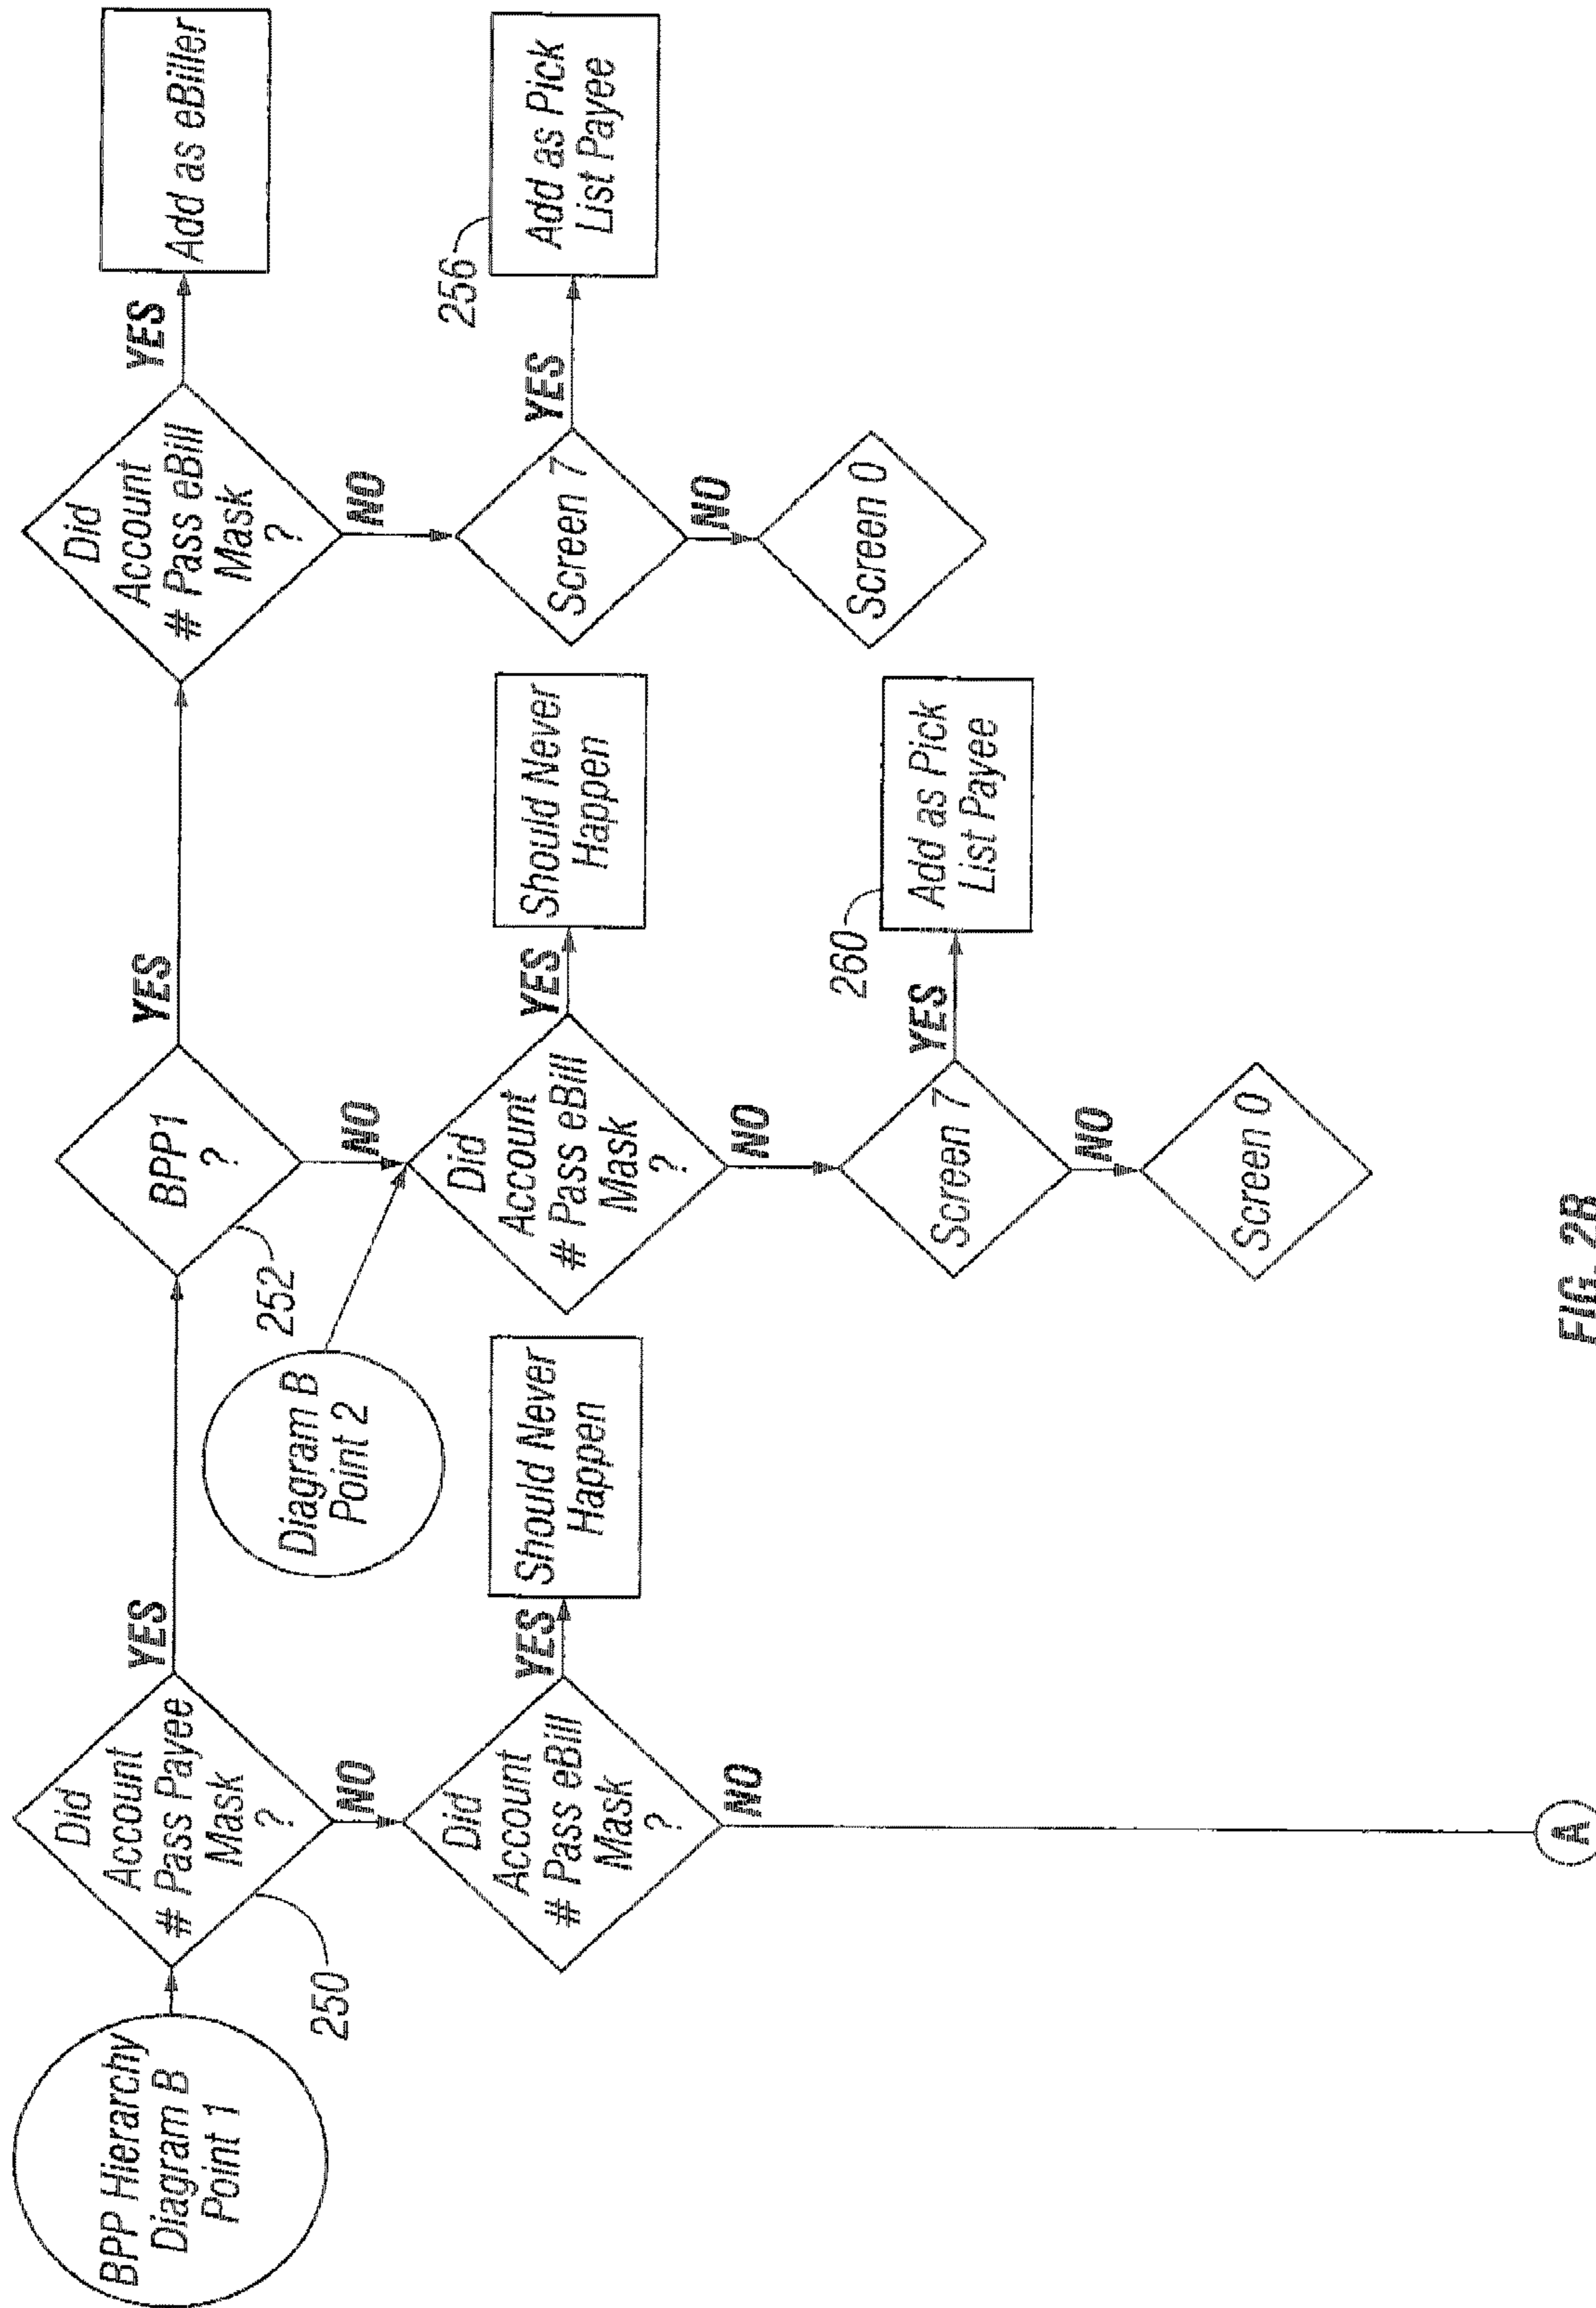 BPP Hierarchy
Diagram B
Point 1
250
Did
Account
# Pass Payee
Mask
?
YES
NO
BPP1
?
252
YES
NO
Did
Account
# Pass eBill
Mask
?
YES
NO
Add as eBiller
Screen 7
YES
NO
256
Add as Pick
List Payee
Screen 0
Diagram B
Point 2
Did
Account
# Pass eBill
Mask
?
YES
NO
Should Never
Happen
Screen 7
YES
NO
260
Add as Pick
List Payee
Screen 0
Did
Account
# Pass eBill
Mask
?
YES
NO
Should Never
Happen
A
FIG. 2B